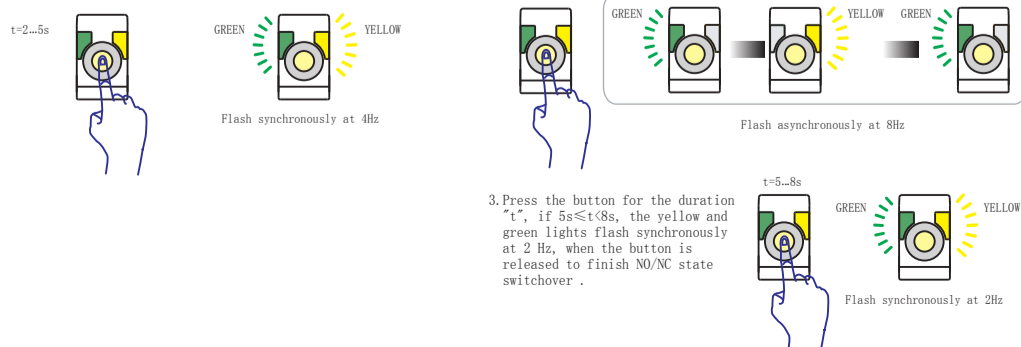 t=2…5s
GREEN
YELLOW
Flash synchronously at 4Hz
GREEN
YELLOW
GREEN
Flash asynchronously at 8Hz
3.Press the button for the duration
"t", if 5s≤t<8s, the yellow and
green lights flash synchronously
at 2 Hz, when the button is
released to finish NO/NC state
switchover .
t=5…8s
GREEN
YELLOW
Flash synchronously at 2Hz